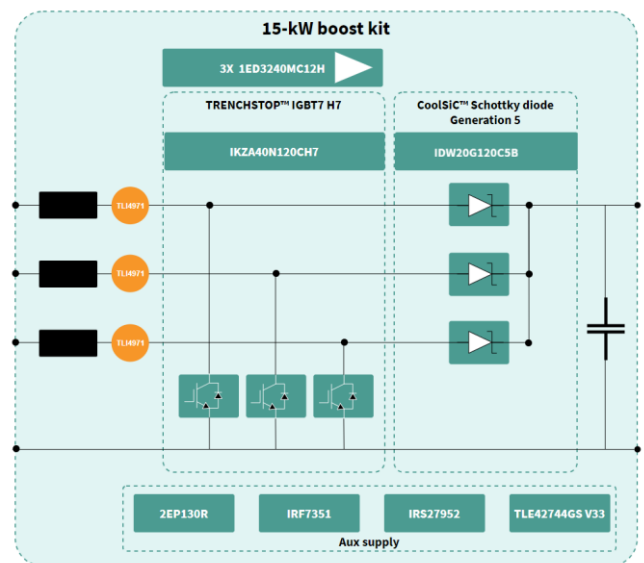 15-kW boost kit
3X 1ED3240MC12H
TRENCHSTOP™ IGBT7 H7
CoolSiC™ Schottky diode
Generation 5
IKZA40N120CH7
IDW20G120C5B
TLI4971
TLI4971
TLI4971
2EP130R
IRF7351
IRS27952
TLE42744GS V33
Aux supply